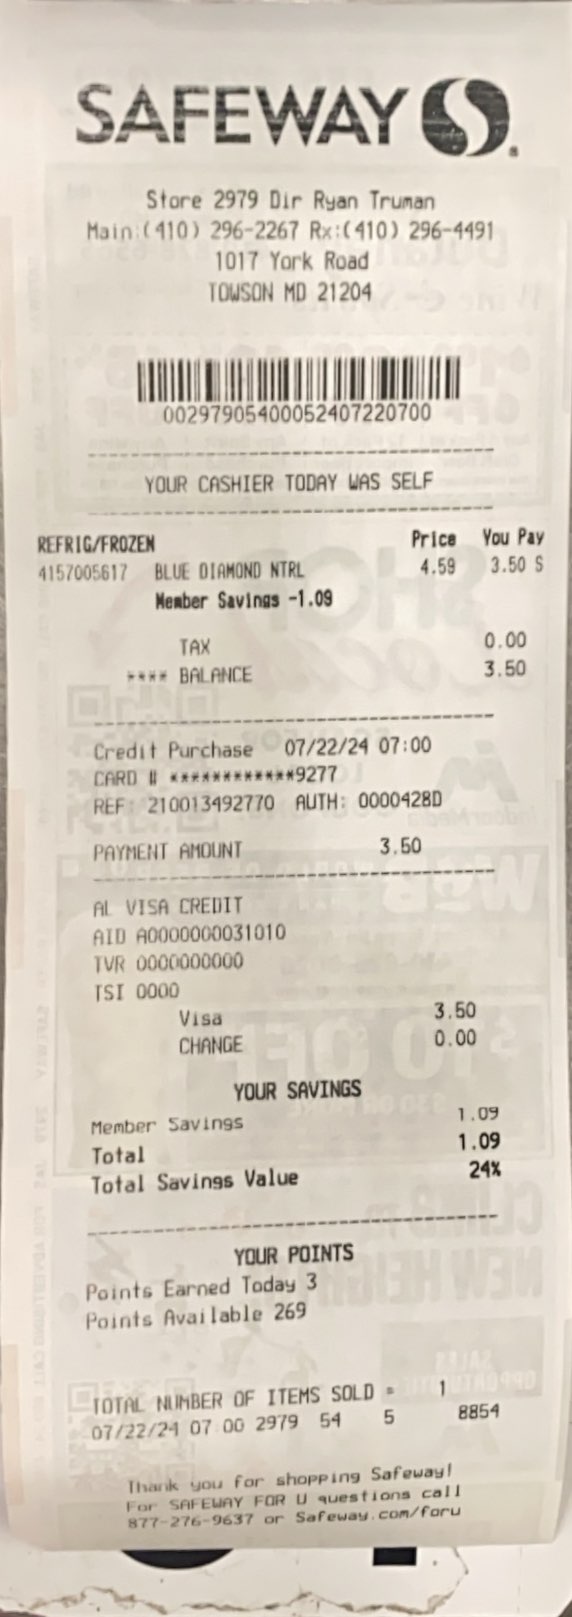 SAFEWAY
Store 2979 Dir Ryan Truman
Main:(410) 296-2267 Rx:(410) 296-4491
1017 York Road
TOWSON MD 21204
00297905400052407220700
YOUR CASHIER TODAY WAS SELF
REFRIG/FROZEN Price You Pay
4157005617 BLUE DIAMOND NTRL 4.59 3.50 S
Member Savings -1.09
TAX 0.00
**** BALANCE 3.50
Credit Purchase 07/22/24 07:00
CARD # ************9277
REF: 210013492770 AUTH: 0000428D
PAYMENT AMOUNT 3.50
AL VISA CREDIT
AID A0000000031010
TVR 0000000000
TSI 0000
Visa 3.50
CHANGE 0.00
YOUR SAVINGS
Member Savings 1.09
Total 1.09
Total Savings Value 24%
YOUR POINTS
Points Earned Today 3
Points Available 269
TOTAL NUMBER OF ITEMS SOLD = 1
07/22/24 07:00 2979 54 5 8854
Thank you for shopping Safeway!
For SAFEWAY FOR U questions call
877-276-9637 or Safeway.com/foru